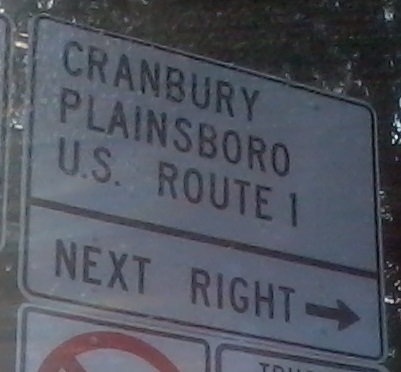 CRANBURY
PLAINSBORO
U.S. ROUTE 1
NEXT RIGHT